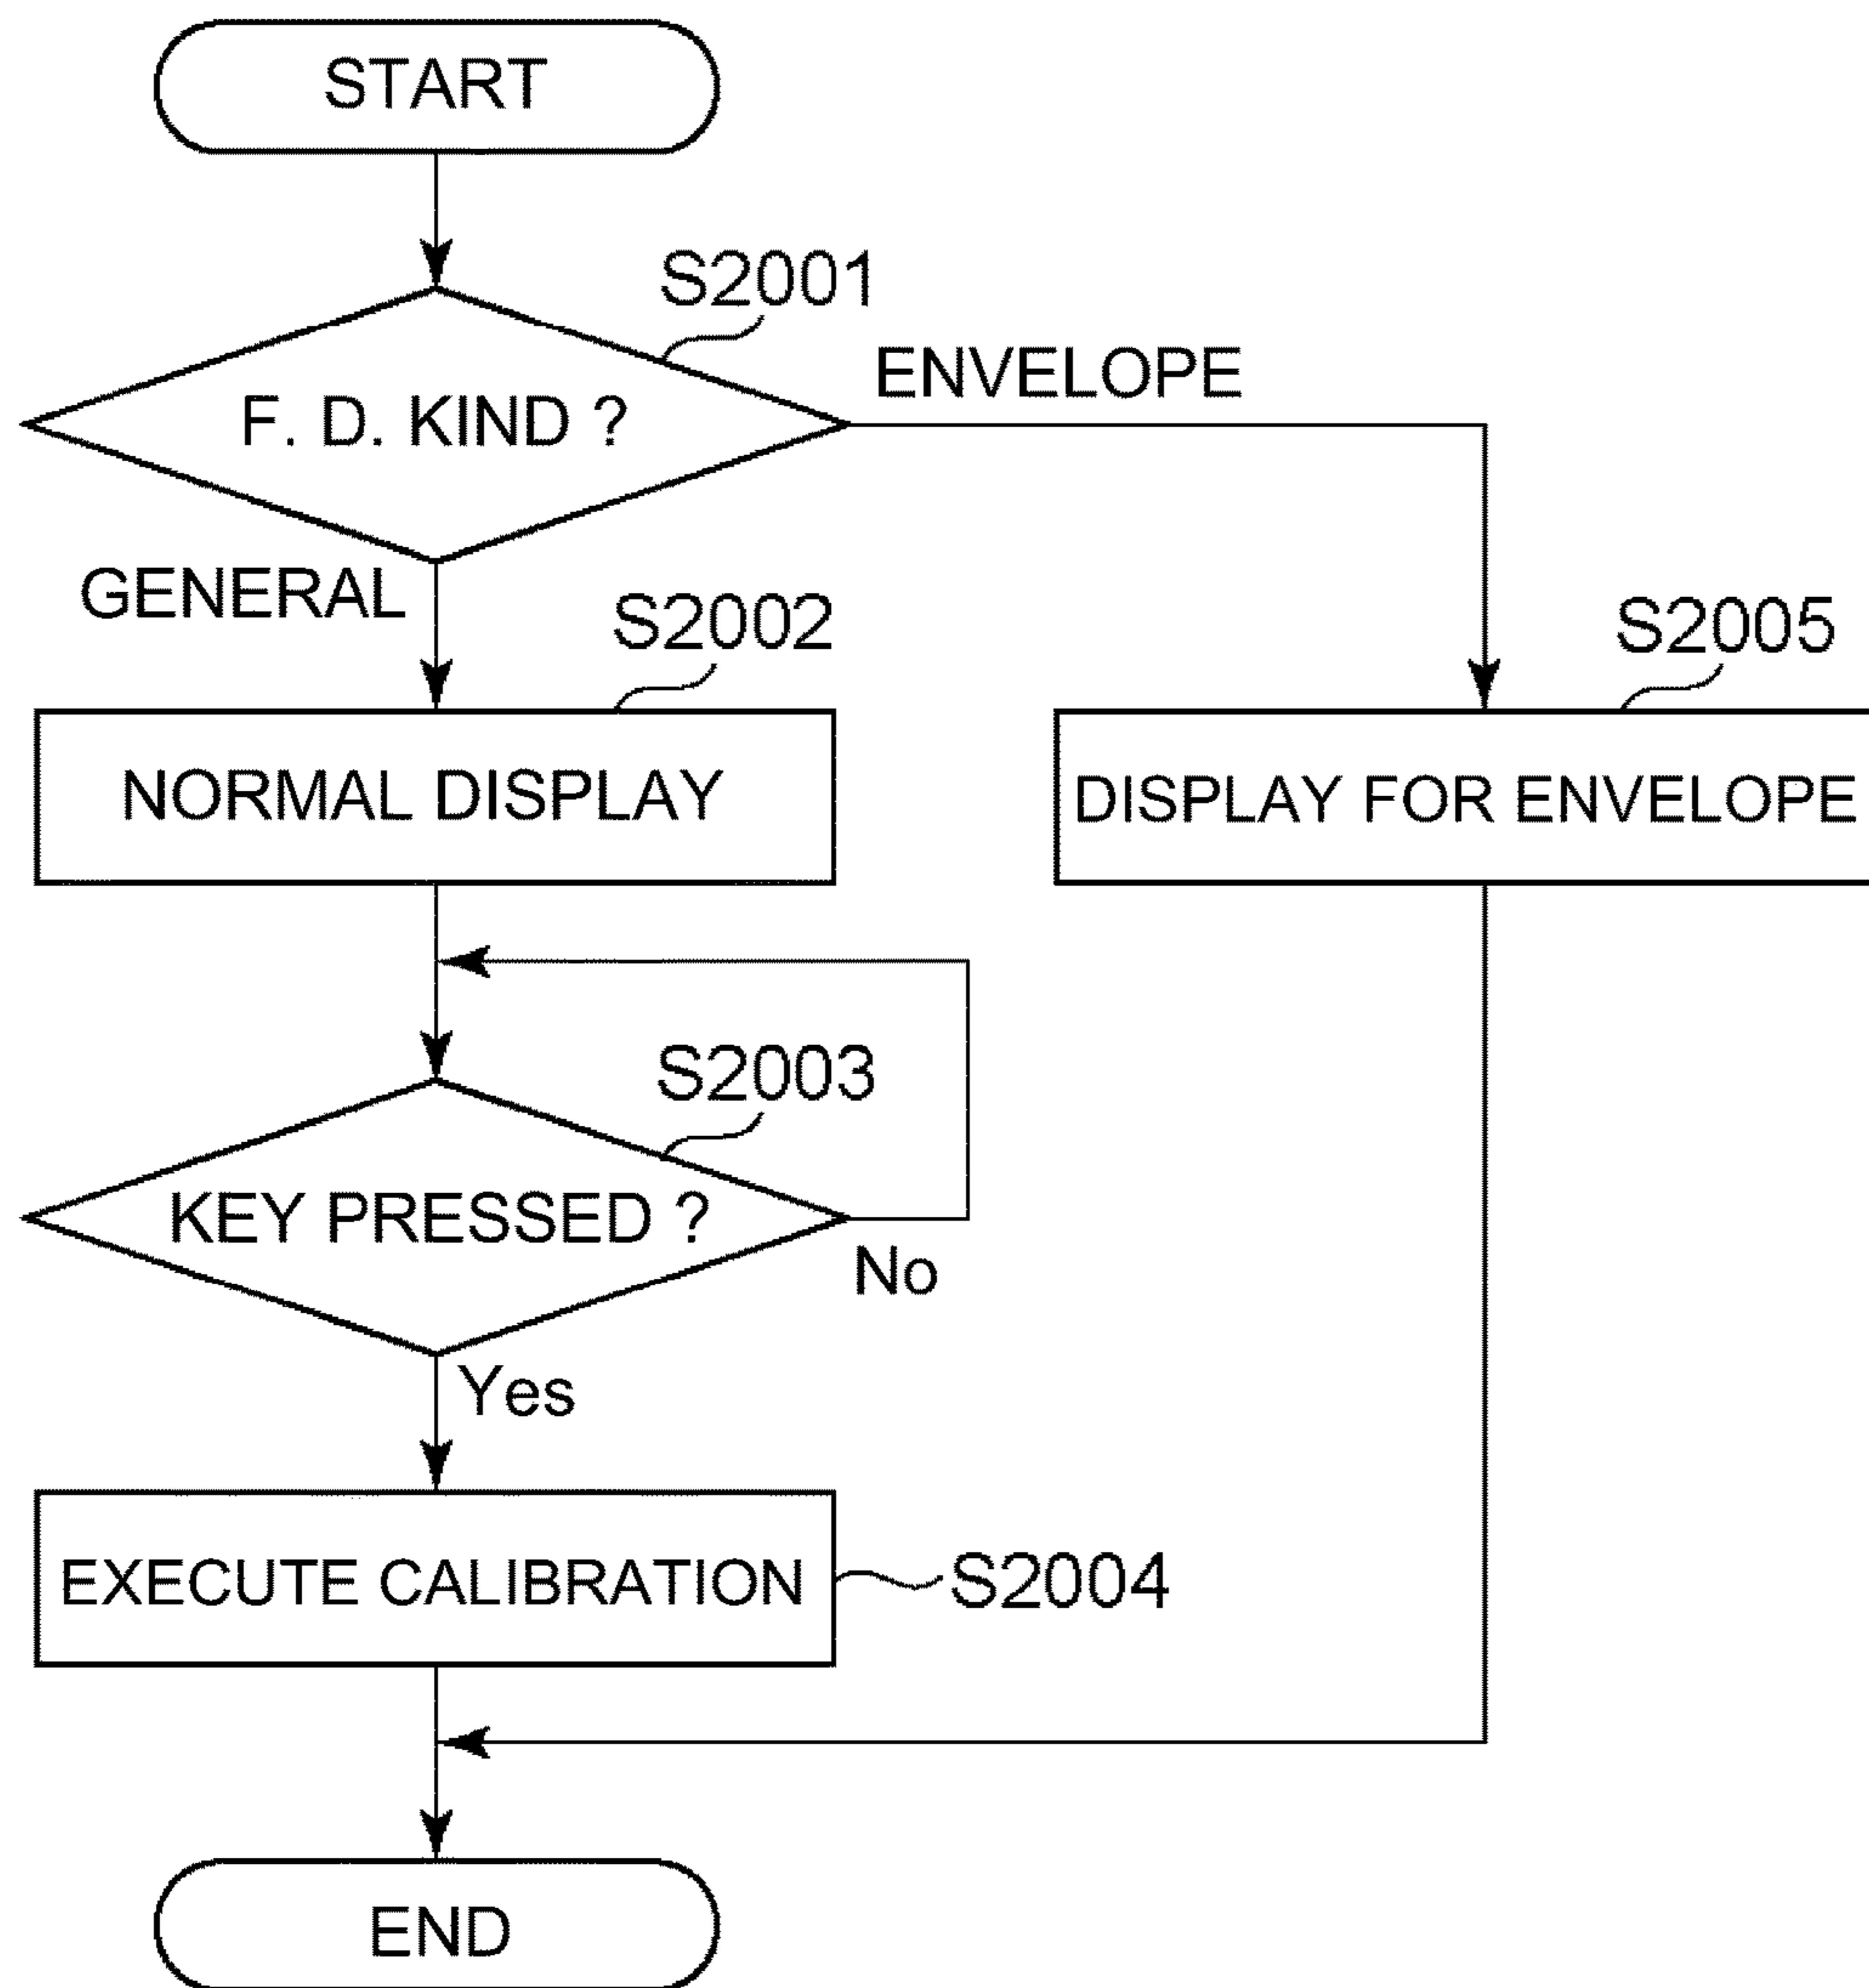 START
S2001
F. D. KIND ?
ENVELOPE
GENERAL
S2002
S2005
NORMAL DISPLAY
DISPLAY FOR ENVELOPE
S2003
KEY PRESSED ?
No
Yes
EXECUTE CALIBRATION
S2004
END